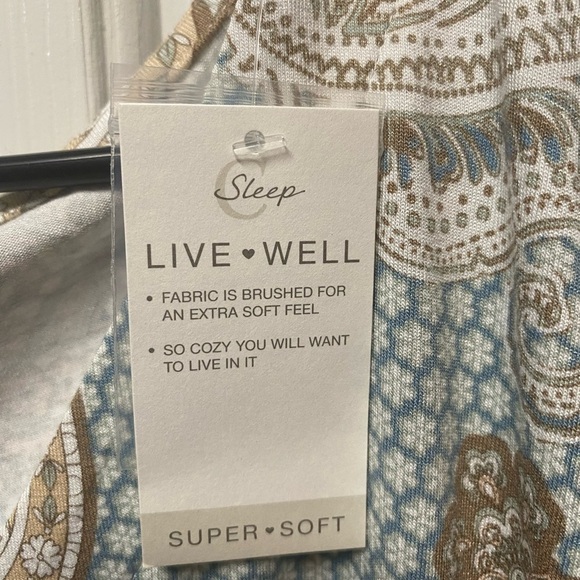 C
Sleep
LIVE ♥ WELL
• FABRIC IS BRUSHED FOR
AN EXTRA SOFT FEEL
• SO COZY YOU WILL WANT
TO LIVE IN IT
SUPER ♥ SOFT